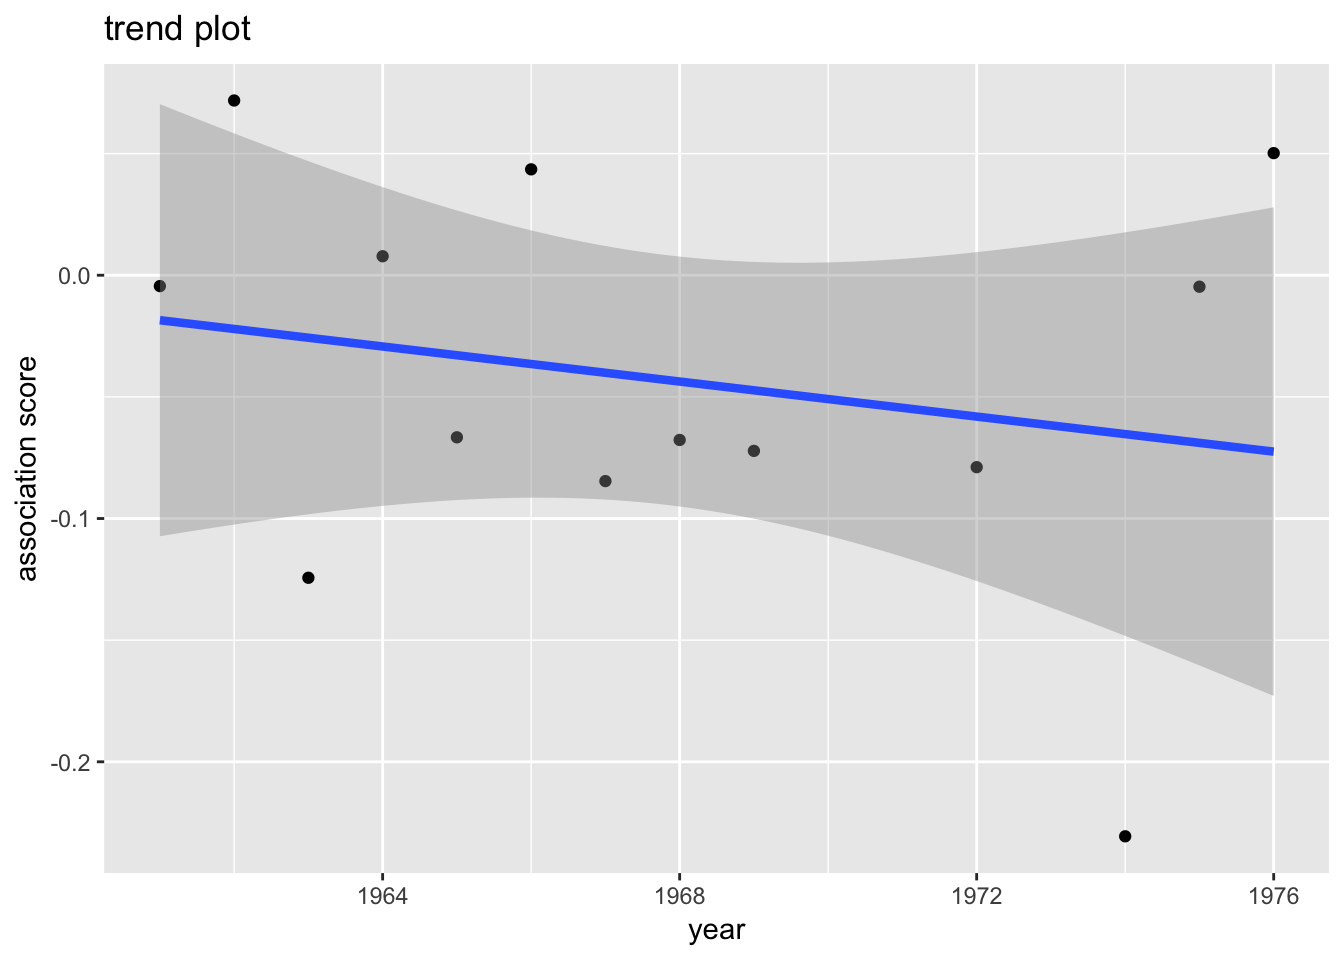 trend plot
association score
0.0
-0.1
-0.2
1964
1968
1972
1976
year